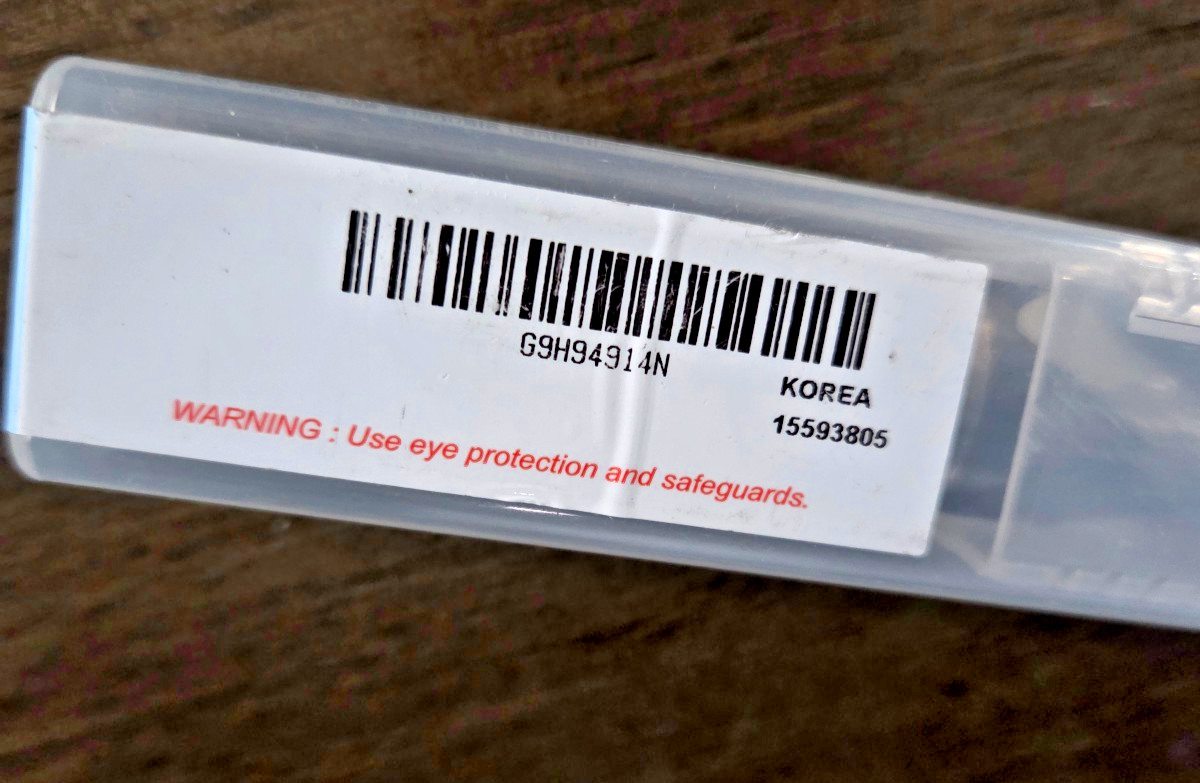 G9H94914N
KOREA
15593805
WARNING : Use eye protection and safeguards.